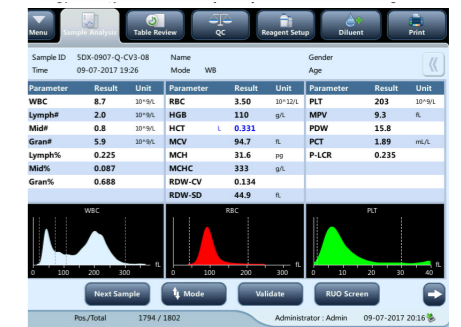 Menu Sample Analysis Table Review QC Reagent Setup Diluent Print
Sample ID 5DX-0907-Q-CV3-08 Name Gender
Time 09-07-2017 19:26 Mode WB Age
Parameter Result Unit Parameter Result Unit Parameter Result Unit
WBC 8.7 10^9/L RBC 3.50 10^12/L PLT 203 10^9/L
Lymph# 2.0 10^9/L HGB 110 g/L MPV 9.3 fL
Mid# 0.8 10^9/L HCT L 0.331 PDW 15.8
Gran# 5.9 10^9/L MCV 94.7 fL PCT 1.89 mL/L
Lymph% 0.225 MCH 31.6 pg P-LCR 0.235
Mid% 0.087 MCHC 333 g/L
Gran% 0.688 RDW-CV 0.134
RDW-SD 44.9 fL
WBC RBC PLT
fL fL fL
0 100 200 300 0 100 200 300 0 10 20 30 40
Next Sample Mode Validate RUO Screen
Pos./Total 1794 / 1802 Administrator : Admin 09-07-2017 20:16